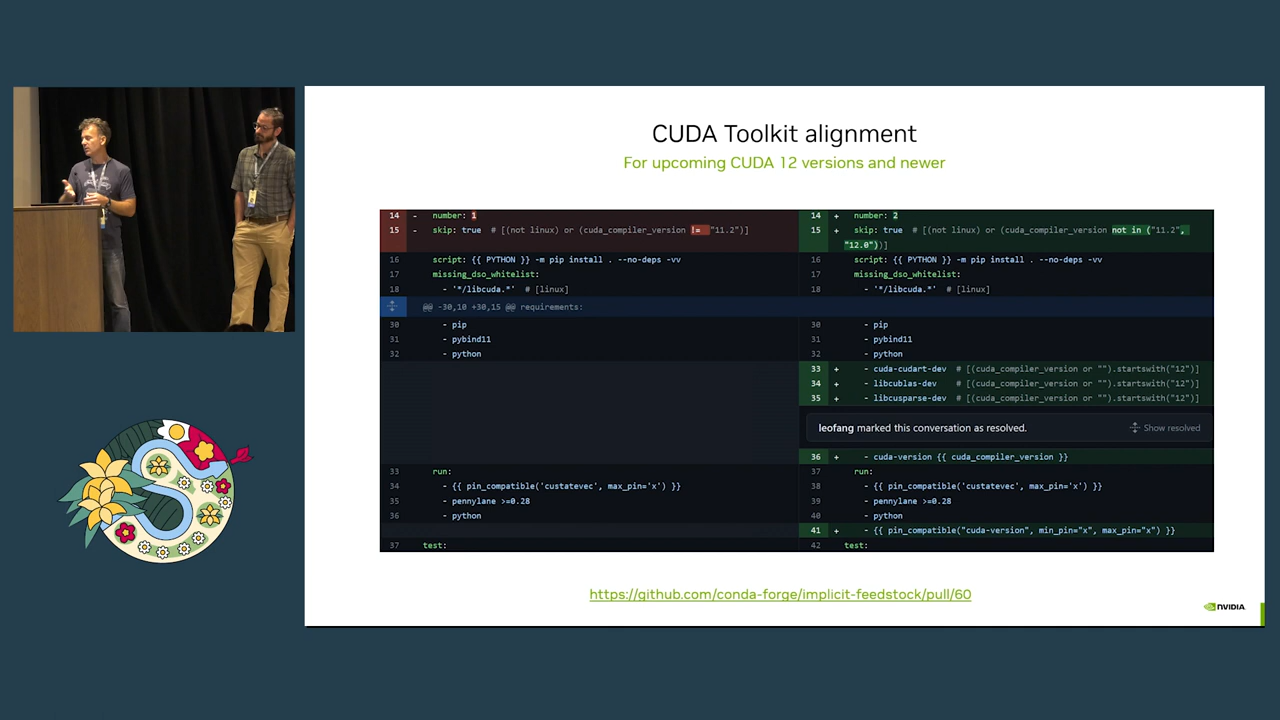 CUDA Toolkit alignment
For upcoming CUDA 12 versions and newer
14 - number: 1
15 - skip: true # [(not linux) or (cuda_compiler_version != "11.2")]
16 script: {{ PYTHON }} -m pip install . --no-deps -vv
17 missing_dso_whitelist:
18 - '*/libcuda.*' # [linux]
@@ -30,10 +30,15 @@ requirements:
30 - pip
31 - pybind11
32 - python
33 run:
34 - {{ pin_compatible('custatevec', max_pin='x') }}
35 - pennylane >=0.28
36 - python
37 test:
14 + number: 2
15 + skip: true # [(not linux) or (cuda_compiler_version not in ("11.2",
"12.0"))]
16 script: {{ PYTHON }} -m pip install . --no-deps -vv
17 missing_dso_whitelist:
18 - '*/libcuda.*' # [linux]
30 - pip
31 - pybind11
32 - python
33 + - cuda-cudart-dev # [(cuda_compiler_version or "").startswith("12")]
34 + - libcublas-dev # [(cuda_compiler_version or "").startswith("12")]
35 + - libcusparse-dev # [(cuda_compiler_version or "").startswith("12")]
leofang marked this conversation as resolved.
Show resolved
36 + - cuda-version {{ cuda_compiler_version }}
37 run:
38 - {{ pin_compatible('custatevec', max_pin='x') }}
39 - pennylane >=0.28
40 - python
41 + - {{ pin_compatible("cuda-version", min_pin="x", max_pin="x") }}
42 test:
https://github.com/conda-forge/implicit-feedstock/pull/60
NVIDIA